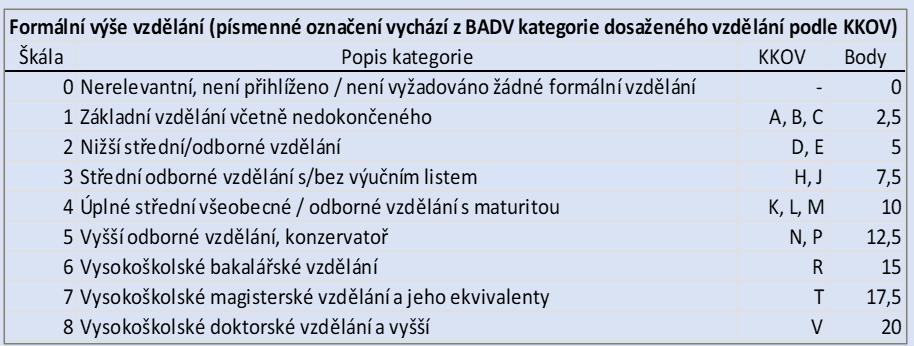 Formální výše vzdělání (písmenné označení vychází z BADV kategorie dosaženého vzdělání podle KKOV)
Škála Popis kategorie KKOV Body
0 Nerelevantní, není přihlíženo / není vyžadováno žádné formální vzdělání - 0
1 Základní vzdělání včetně nedokončeného A, B, C 2,5
2 Nižší střední/odborné vzdělání D, E 5
3 Střední odborné vzdělání s/bez výučním listem H, J 7,5
4 Úplné střední všeobecné / odborné vzdělání s maturitou K, L, M 10
5 Vyšší odborné vzdělání, konzervatoř N, P 12,5
6 Vysokoškolské bakalářské vzdělání R 15
7 Vysokoškolské magisterské vzdělání a jeho ekvivalenty T 17,5
8 Vysokoškolské doktorské vzdělání a vyšší V 20